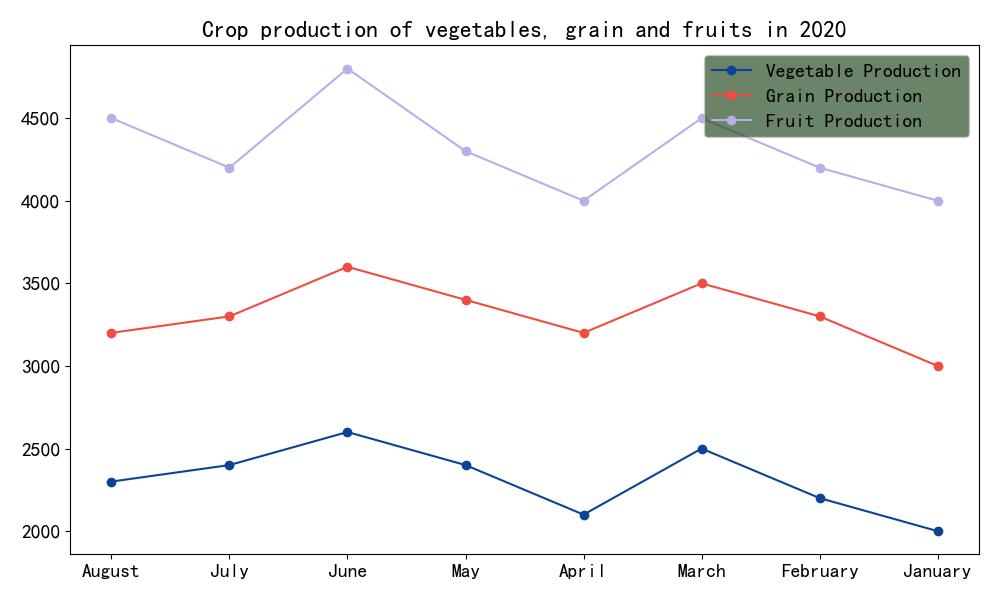 Crop production of vegetables, grain and fruits in 2020
Vegetable Production
Grain Production
Fruit Production
4500
4000
3500
3000
2500
2000
August July June May April March February January